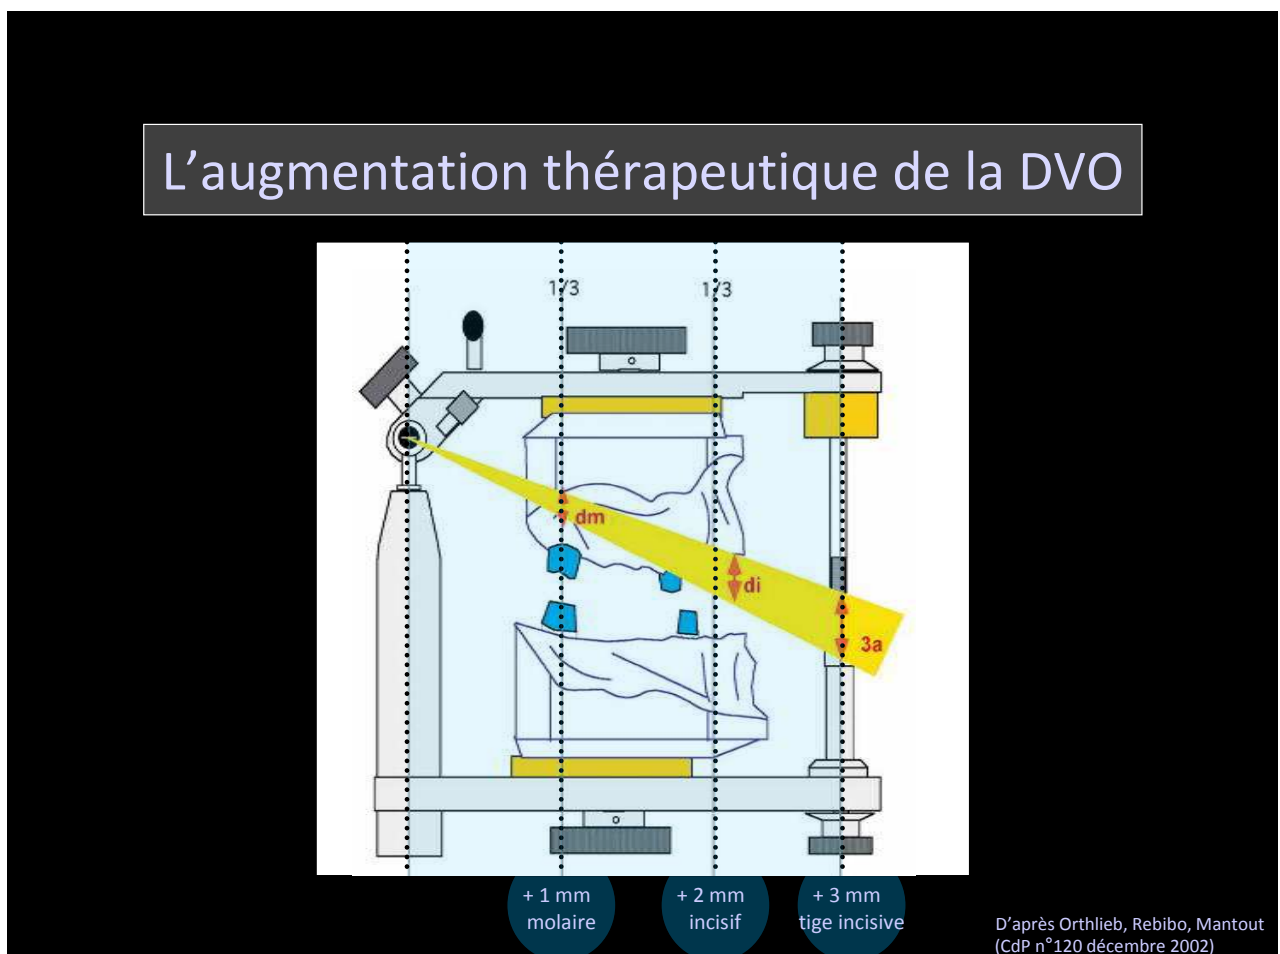 L’augmentation thérapeutique de la DVO
1/3 1/3
dm
di
3a
+ 1 mm + 2 mm + 3 mm
molaire incisif tige incisive
D’après Orthlieb, Rebibo, Mantout
(CdP n°120 décembre 2002)